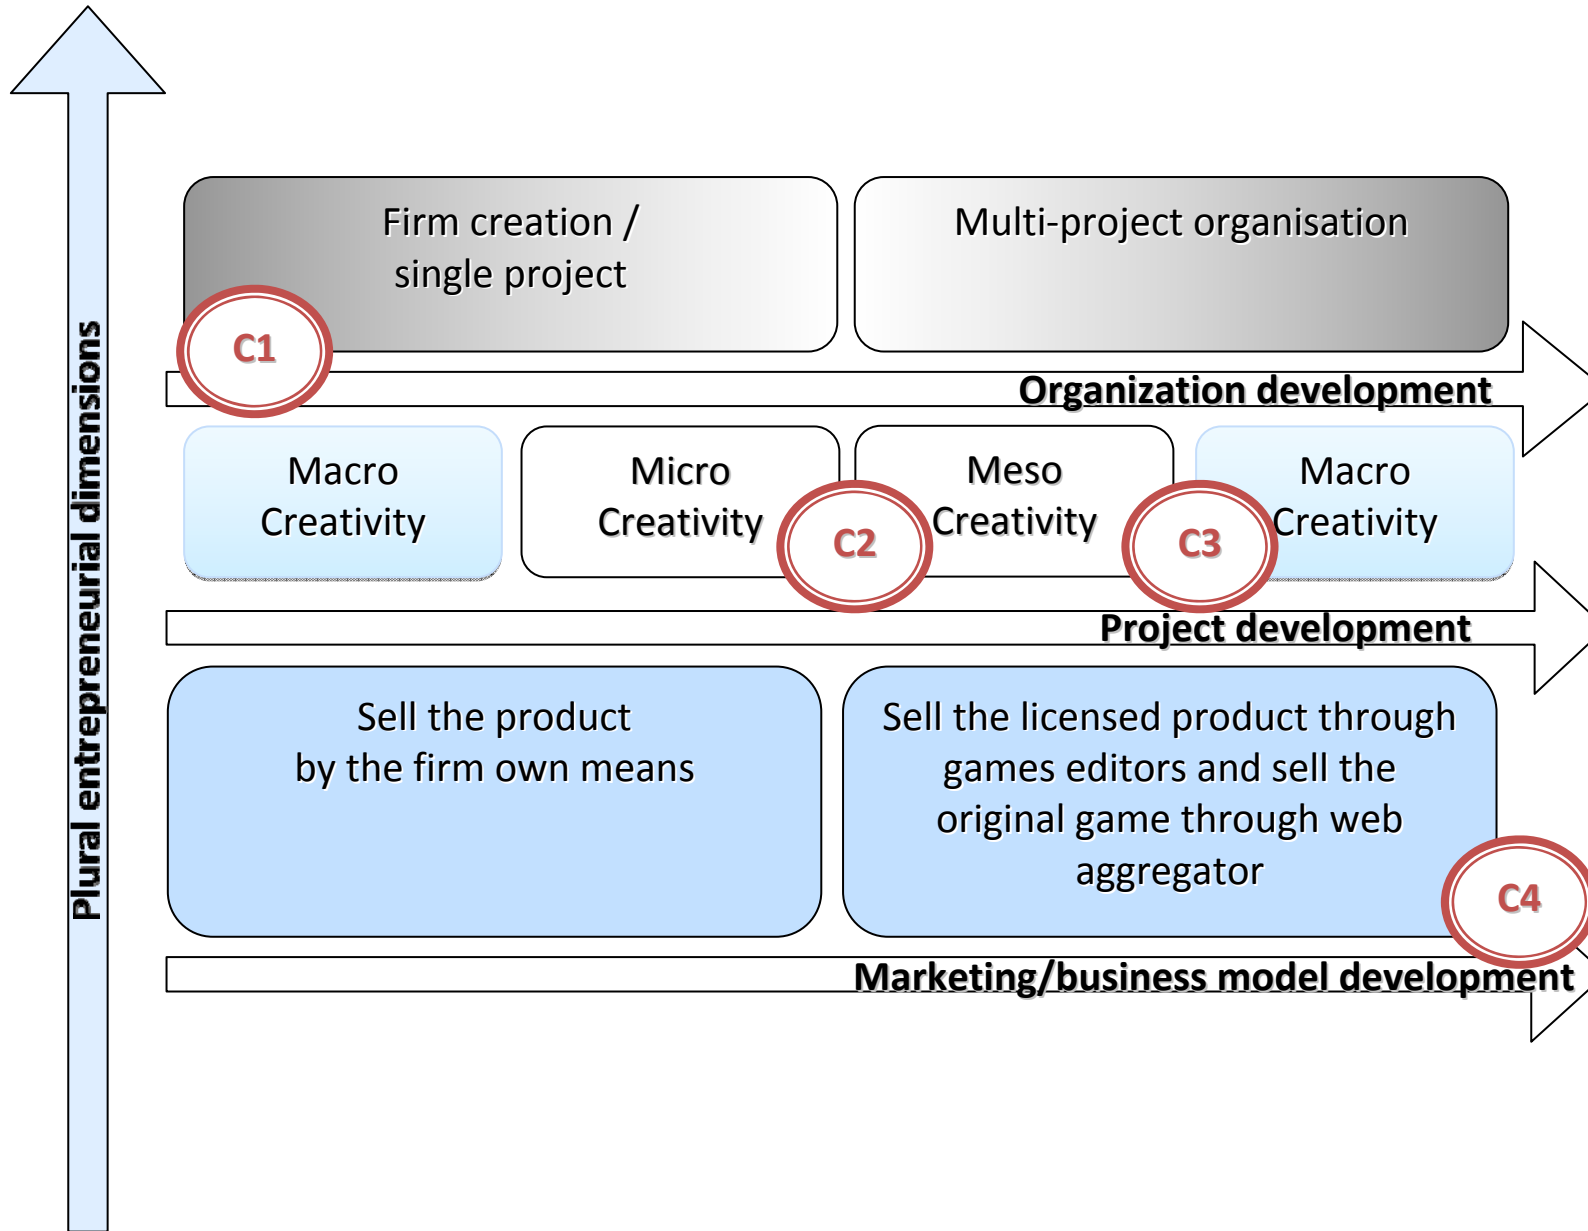 Plural entrepreneurial dimensions
Firm creation /
single project
Multi-project organisation
C1
Organization development
Macro
Creativity
Micro
Creativity
C2
Meso
Creativity
C3
Macro
Creativity
Project development
Sell the product
by the firm own means
Sell the licensed product through
games editors and sell the
original game through web
aggregator
C4
Marketing/business model development